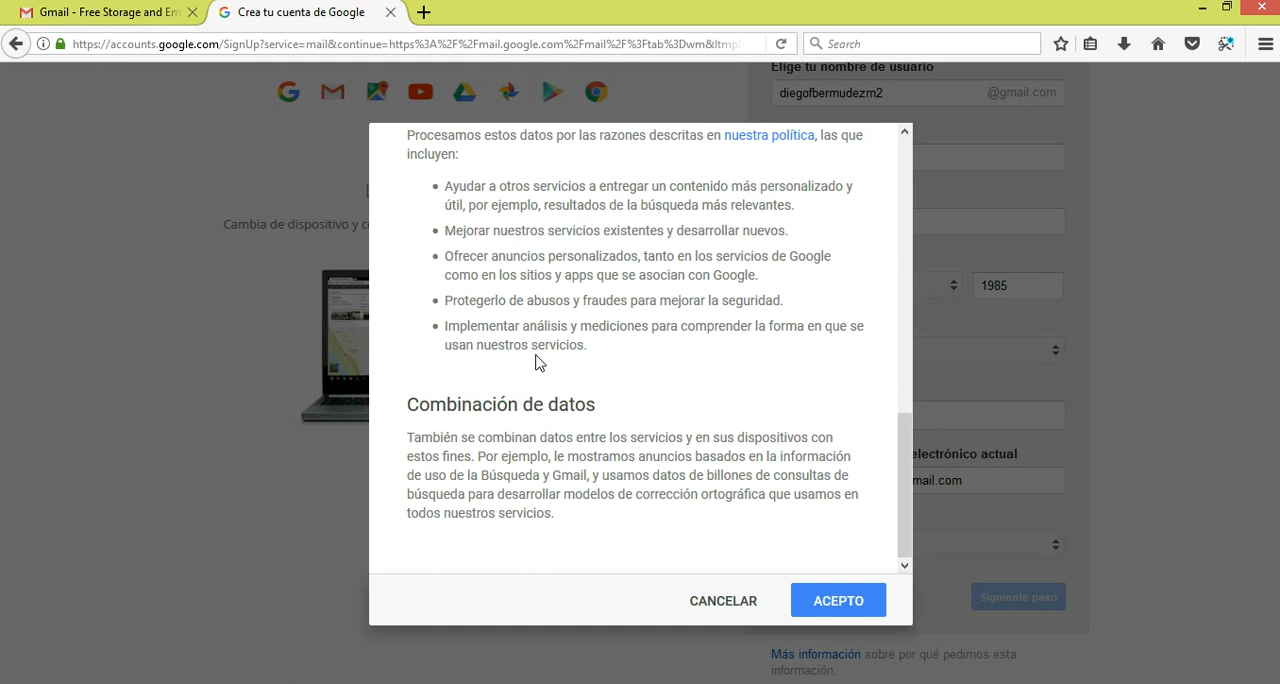 Gmail - Free Storage and Em
Crea tu cuenta de Google
https://accounts.google.com/SignUp?service=mail&continue=https%3A%2F%2Fmail.google.com%2Fmail%2F%3Ftab%3Dwm&ltmpl
Search
Elige tu nombre de usuario
diegofbermudezm2
@gmail.com
Procesamos estos datos por las razones descritas en nuestra política, las que
incluyen:
• Ayudar a otros servicios a entregar un contenido más personalizado y
útil, por ejemplo, resultados de la búsqueda más relevantes.
Cambia de dispositivo y c
• Mejorar nuestros servicios existentes y desarrollar nuevos.
• Ofrecer anuncios personalizados, tanto en los servicios de Google
como en los sitios y apps que se asocian con Google.
1985
• Protegerlo de abusos y fraudes para mejorar la seguridad.
• Implementar análisis y mediciones para comprender la forma en que se
usan nuestros servicios.
Combinación de datos
También se combinan datos entre los servicios y en sus dispositivos con
estos fines. Por ejemplo, le mostramos anuncios basados en la información
de uso de la Búsqueda y Gmail, y usamos datos de billones de consultas de
búsqueda para desarrollar modelos de corrección ortográfica que usamos en
todos nuestros servicios.
electrónico actual
mail.com
CANCELAR
ACEPTO
Siguiente paso
Más información sobre por qué pedimos esta
información.